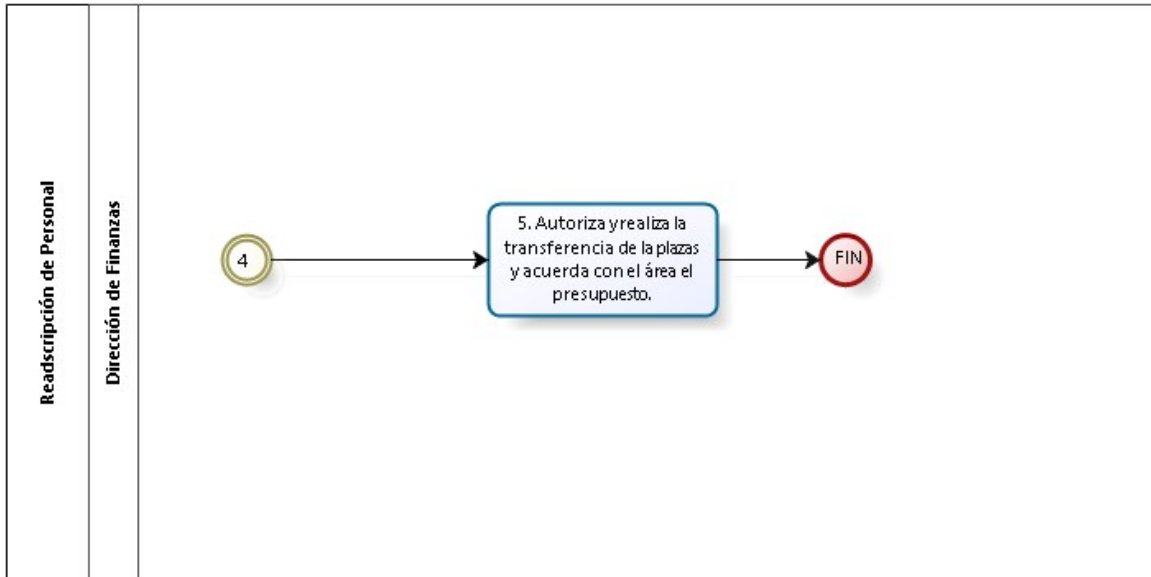 Readscripción de Personal
Dirección de Finanzas
4
5. Autoriza y realiza la
transferencia de la plazas
y acuerda con el área el
presupuesto.
FIN